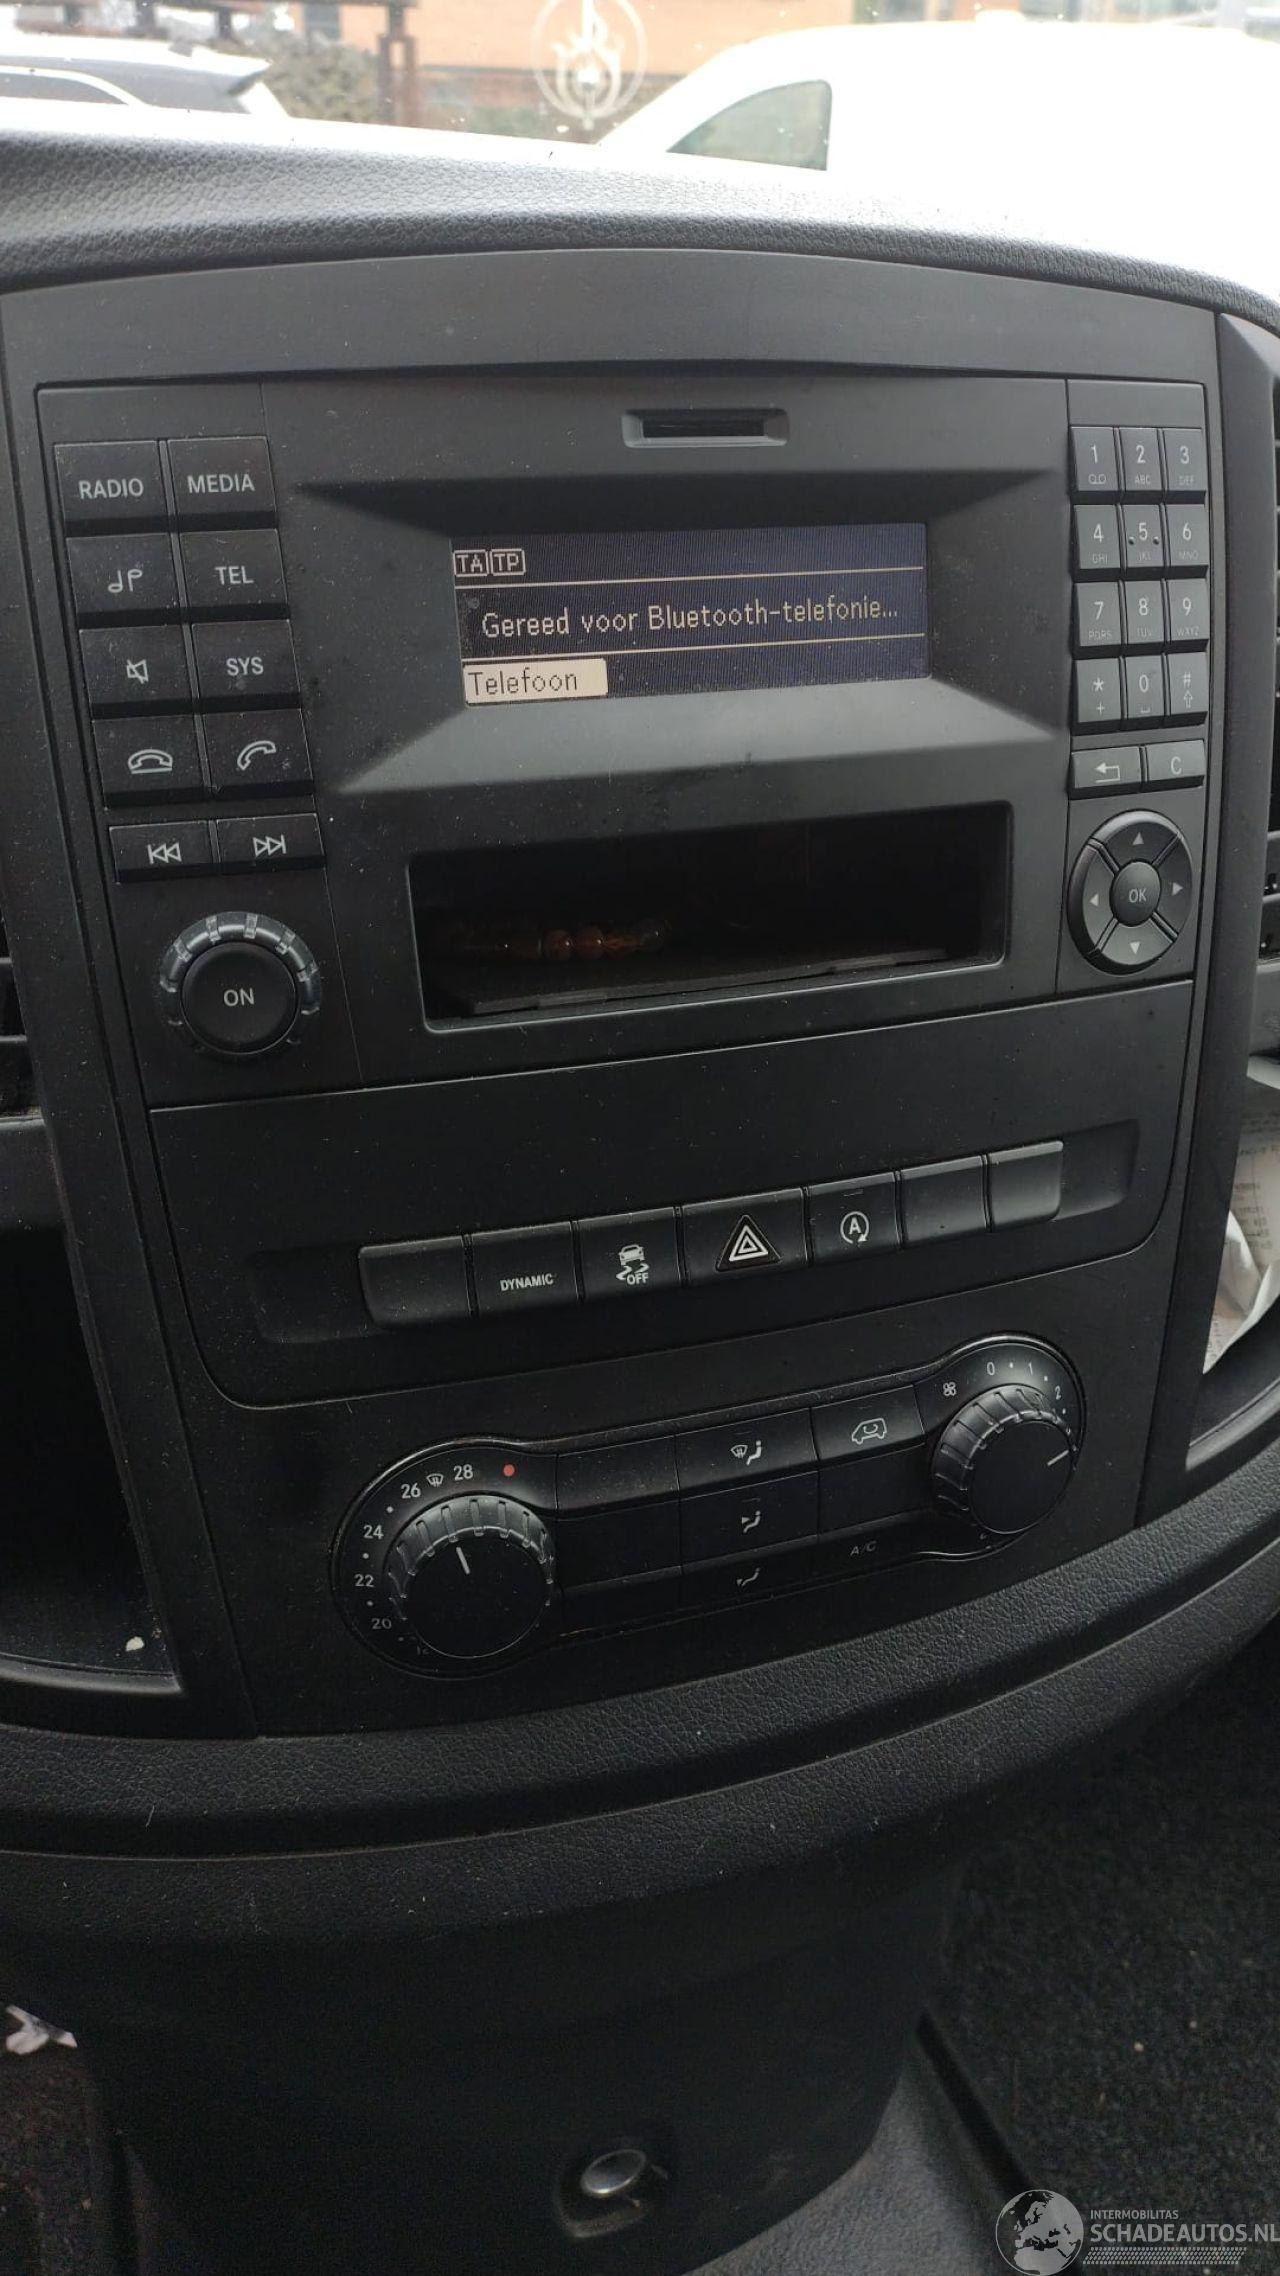 RADIO MEDIA
TEL
SYS
ON
TA TP
Gereed voor Bluetooth-telefonie...
Telefoon
1 2 ABC 3 DEF
4 GHI 5 JKL 6 MNO
7 PQRS 8 TUV 9 WXYZ
* + 0 #
C
OK
DYNAMIC
OFF
A
20 22 24 26 28
0 1 2
A/C
INTERMOBILITAS
SCHADEAUTOS.NL